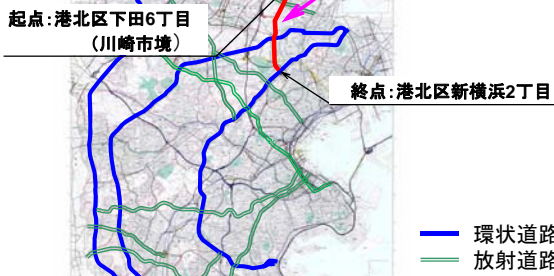 起点：港北区下田6丁目
（川崎市境）
終点：港北区新横浜2丁目
環状道路
放射道路